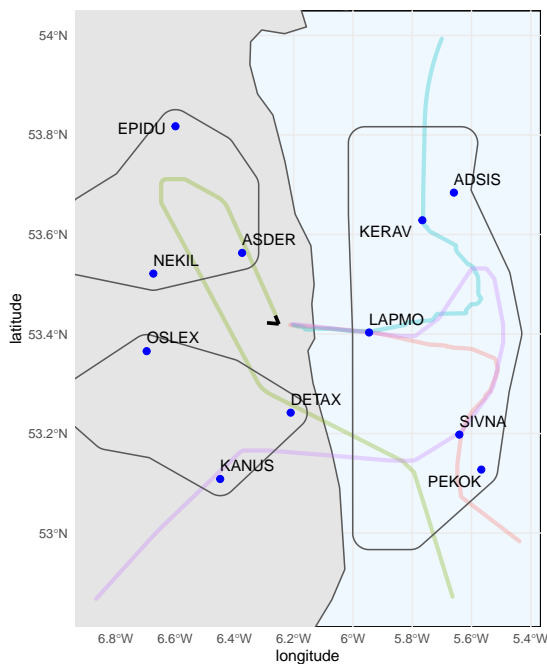 54°N
53.8°N
53.6°N
53.4°N
53.2°N
53°N
latitude
EPIDU
ADSIS
KERAV
ASDER
NEKIL
LAPMO
OSLEX
DETAX
SIVNA
KANUS
PEKOK
6.8°W 6.6°W 6.4°W 6.2°W 6°W 5.8°W 5.6°W 5.4°W
longitude